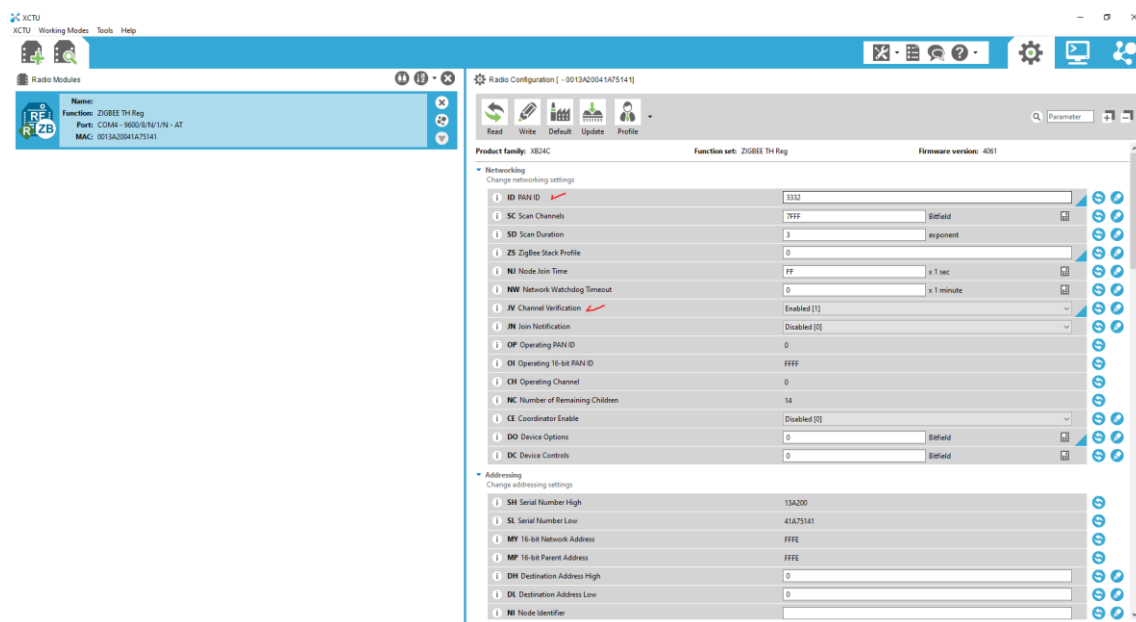 XCTU
XCTU Working Modes Tools Help
Radio Modules
Radio Configuration [ - 0013A20041A75141]
Name:
Function: ZIGBEE TH Reg
Port: COM4 - 9600/8/N/1/N - AT
MAC: 0013A20041A75141
Read Write Default Update Profile
Parameter
Product family: XB24C Function set: ZIGBEE TH Reg Firmware version: 4061
Networking
Change networking settings
i ID PAN ID 3332
i SC Scan Channels 7FFF Bitfield
i SD Scan Duration 3 exponent
i ZS ZigBee Stack Profile 0
i NJ Node Join Time FF x 1 sec
i NW Network Watchdog Timeout 0 x 1 minute
i JV Channel Verification Enabled [1]
i JN Join Notification Disabled [0]
i OP Operating PAN ID 0
i OI Operating 16-bit PAN ID FFFF
i CH Operating Channel 0
i NC Number of Remaining Children 14
i CE Coordinator Enable Disabled [0]
i DO Device Options 0 Bitfield
i DC Device Controls 0 Bitfield
Addressing
Change addressing settings
i SH Serial Number High 13A200
i SL Serial Number Low 41A75141
i MY 16-bit Network Address FFFE
i MP 16-bit Parent Address FFFE
i DH Destination Address High 0
i DL Destination Address Low 0
i NI Node Identifier